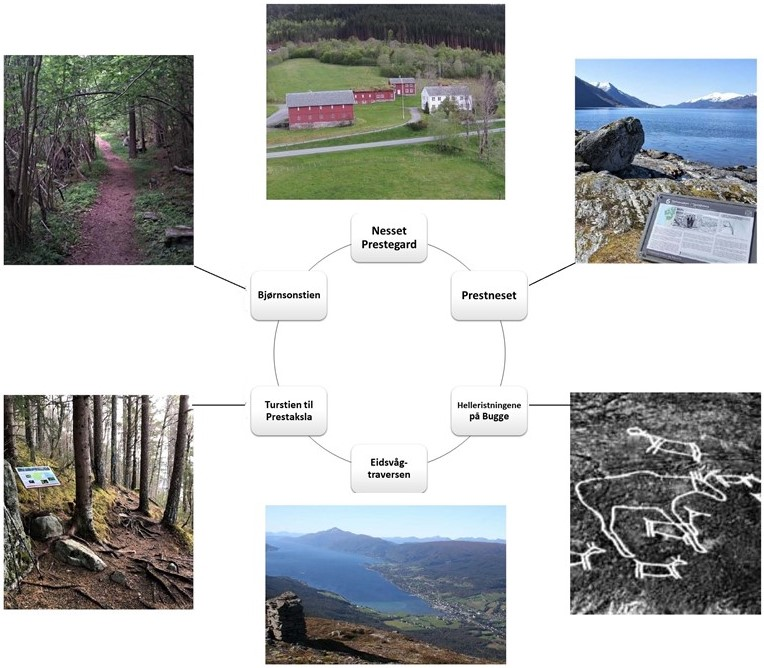 Nesset
Prestegard
Bjørnsonstien
Prestneset
Turstien til
Prestaksla
Helleristningene
på Bugge
Eidsvåg-
traversen